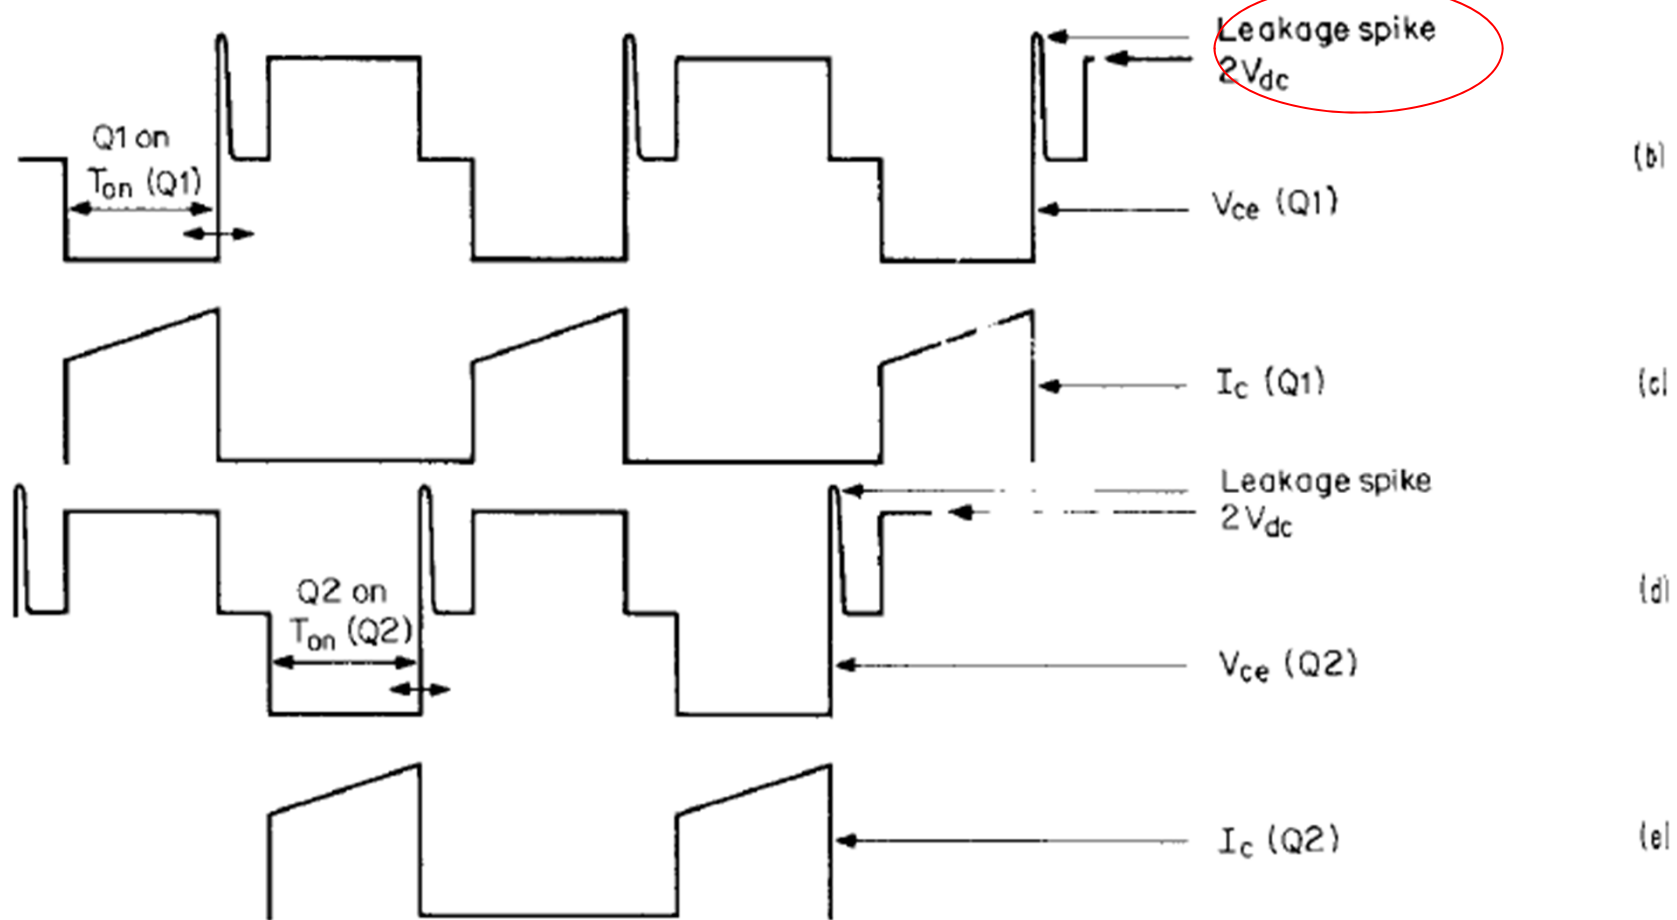 Leakage spike
2Vdc
Q1 on
Ton (Q1)
(b)
Vce (Q1)
Ic (Q1)
(c)
Leakage spike
2Vdc
Q2 on
Ton (Q2)
(d)
Vce (Q2)
Ic (Q2)
(e)